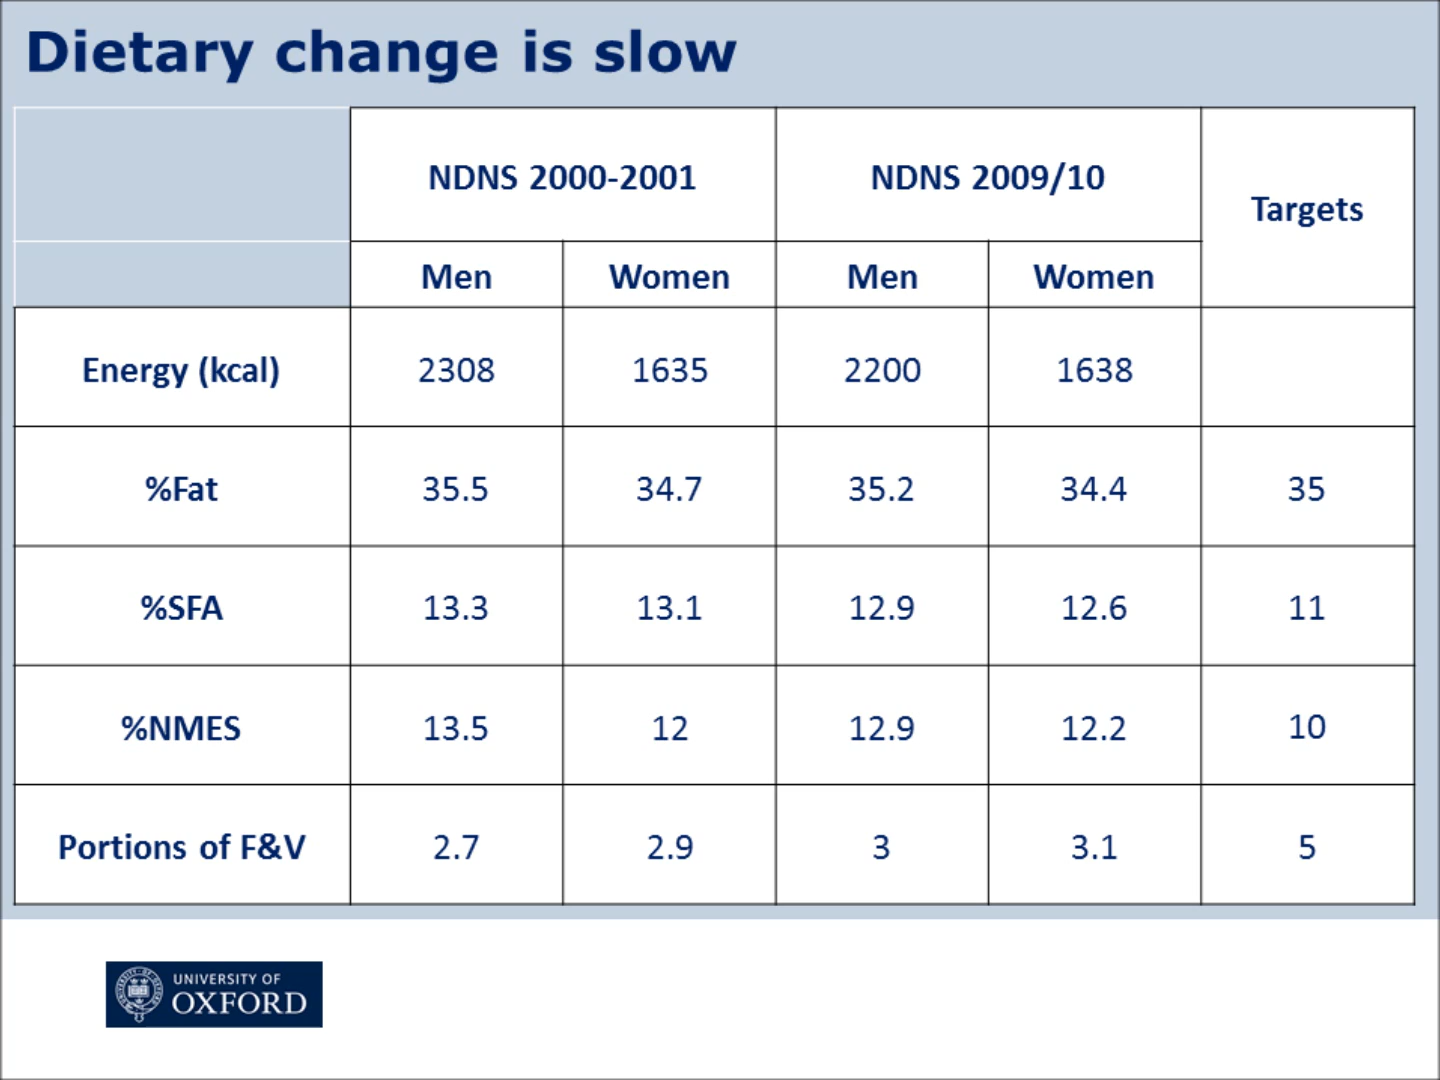 Dietary change is slow
NDNS 2000-2001 NDNS 2009/10 Targets
Men Women Men Women
Energy (kcal) 2308 1635 2200 1638
%Fat 35.5 34.7 35.2 34.4 35
%SFA 13.3 13.1 12.9 12.6 11
%NMES 13.5 12 12.9 12.2 10
Portions of F&V 2.7 2.9 3 3.1 5
UNIVERSITY OF
OXFORD